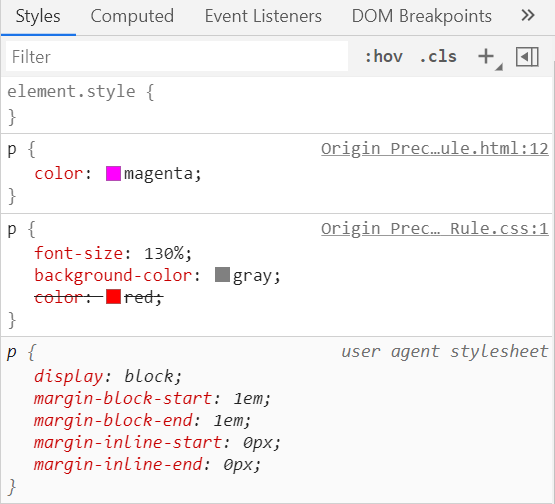 Styles Computed Event Listeners DOM Breakpoints »
Filter :hov .cls +
element.style {
}
p { Origin Prec…ule.html:12
color: magenta;
}
p { Origin Prec… Rule.css:1
font-size: 130%;
background-color: gray;
color: red;
}
p { user agent stylesheet
display: block;
margin-block-start: 1em;
margin-block-end: 1em;
margin-inline-start: 0px;
margin-inline-end: 0px;
}